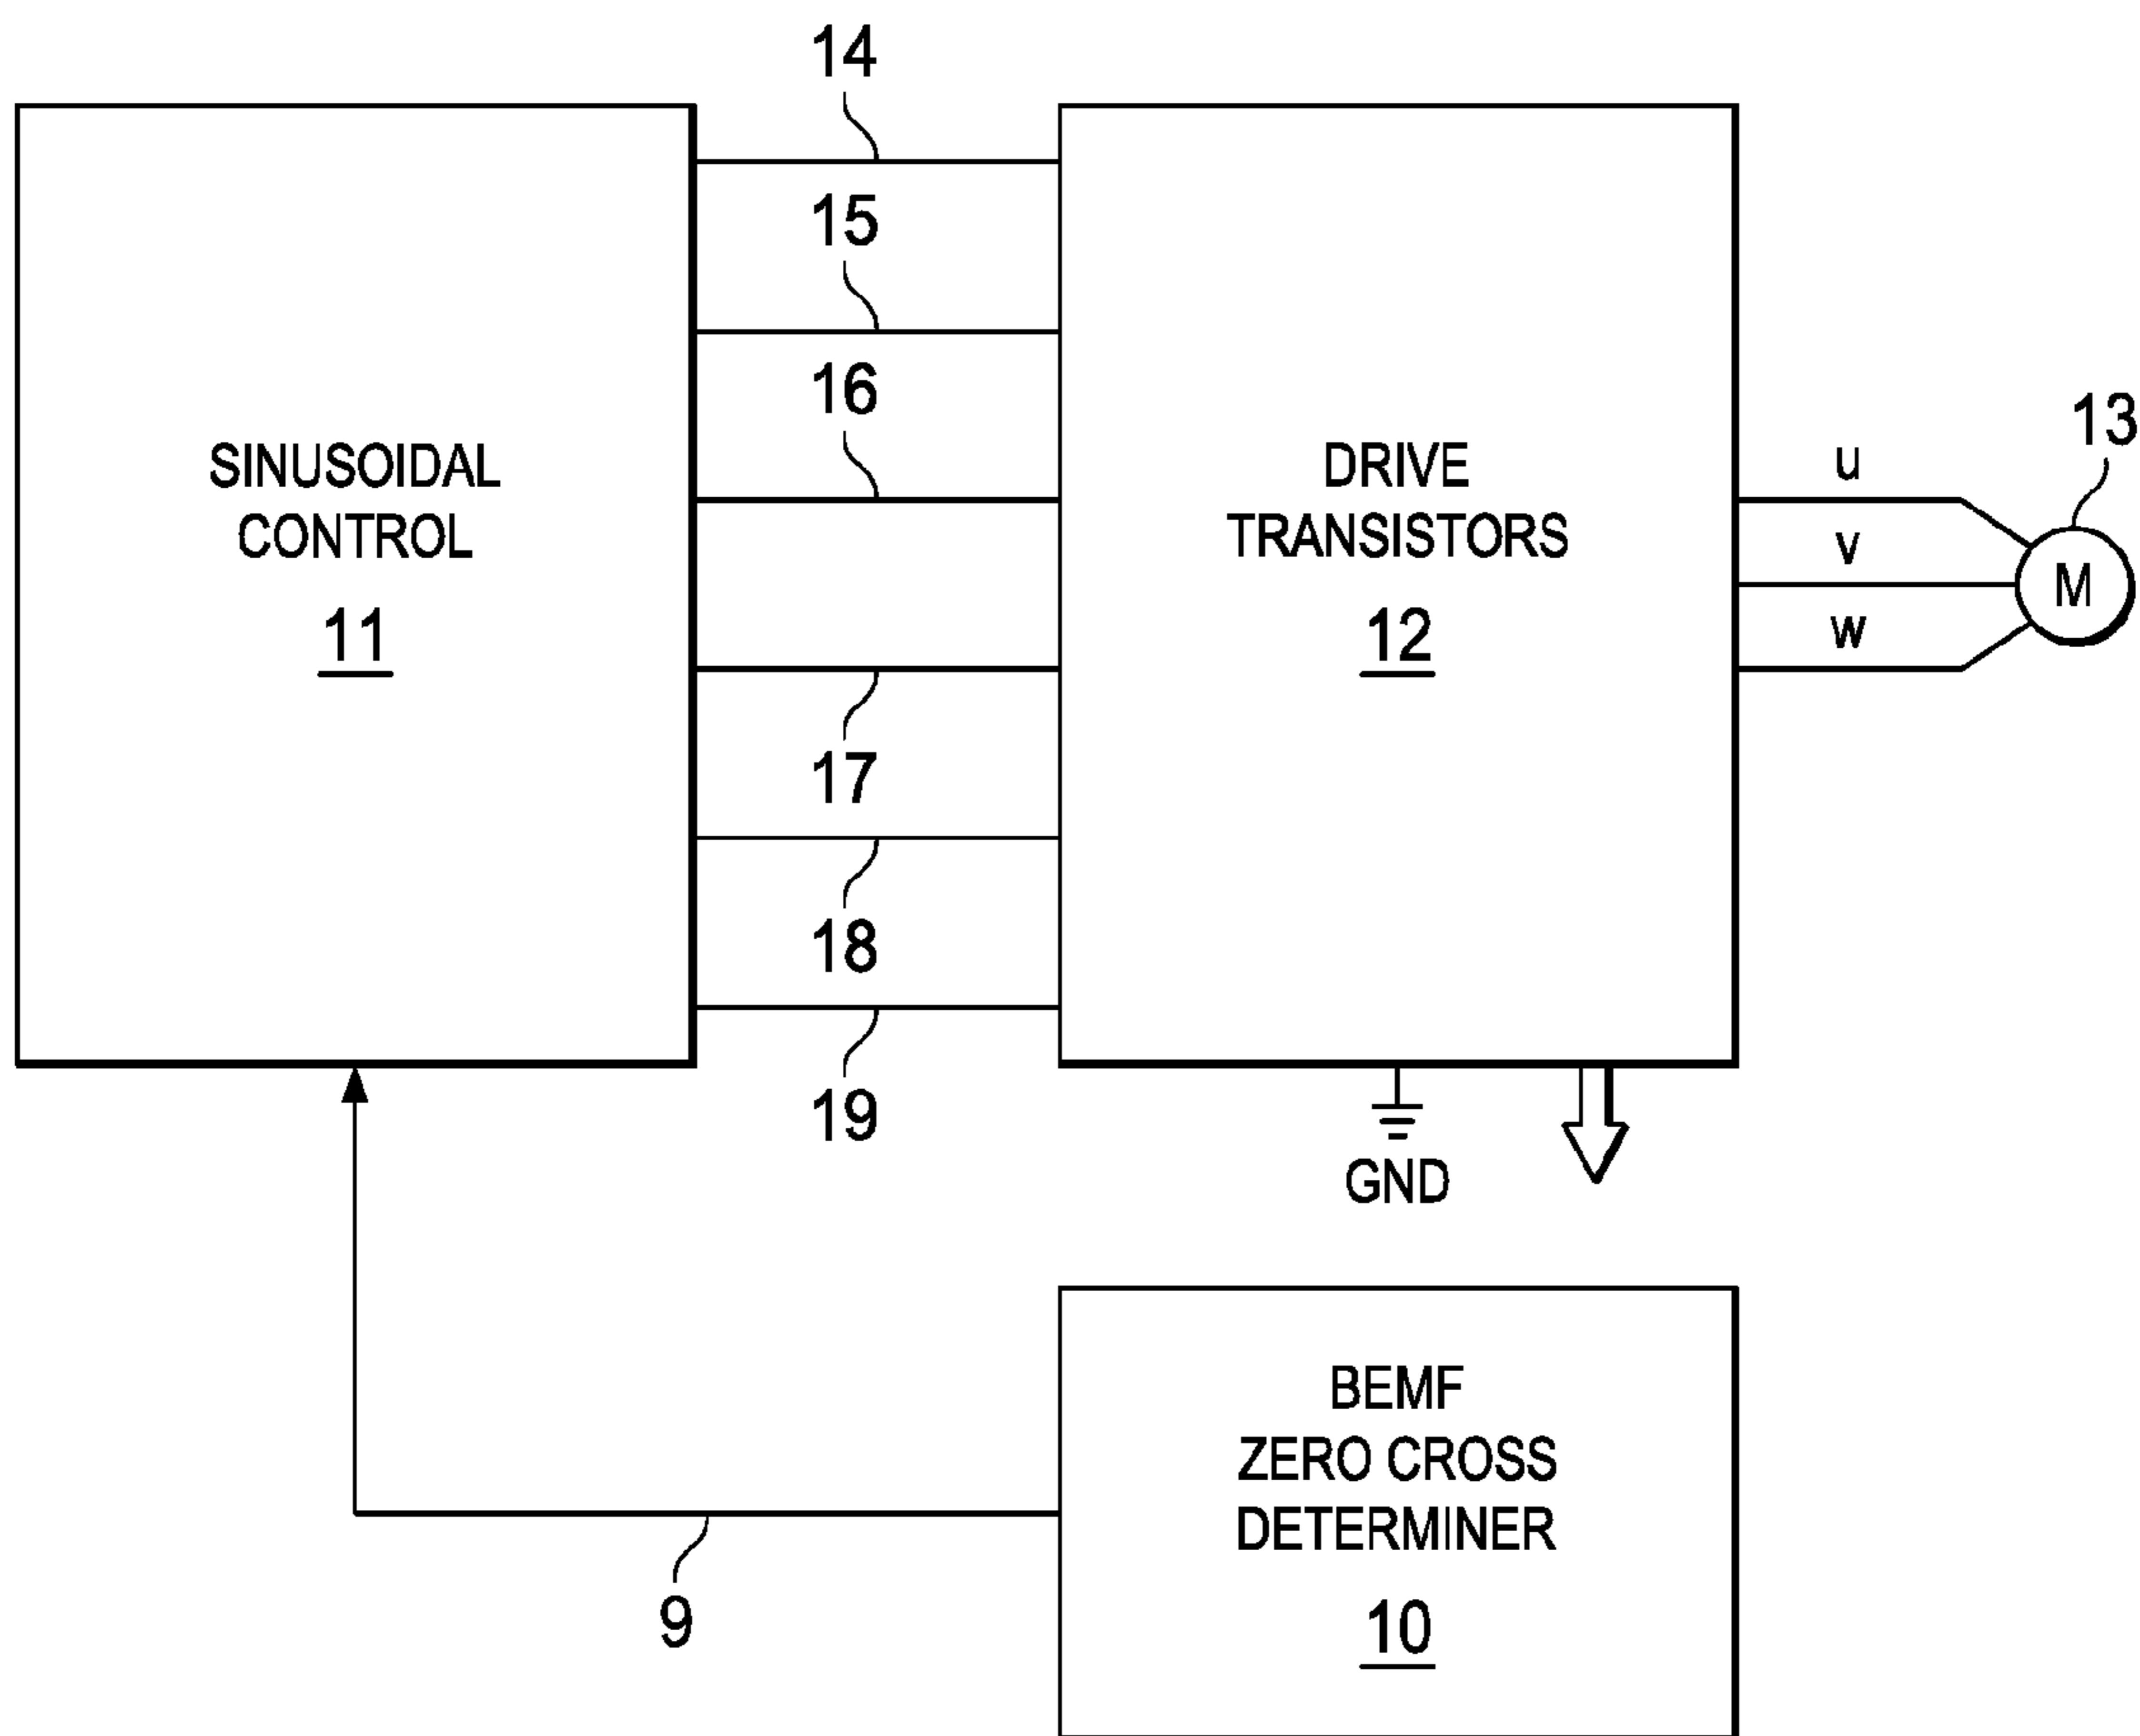 14
15
16
SINUSOIDAL
CONTROL
11
DRIVE
TRANSISTORS
12
u
v
w
13
M
17
18
19
GND
9
BEMF
ZERO CROSS
DETERMINER
10